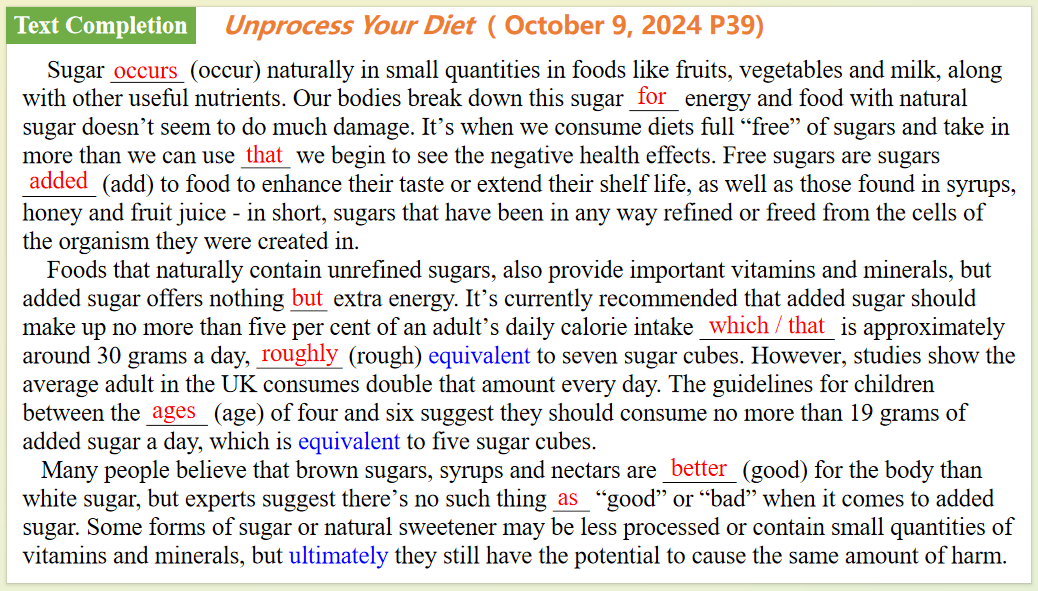 Text Completion Unprocess Your Diet ( October 9, 2024 P39)
Sugar occurs (occur) naturally in small quantities in foods like fruits, vegetables and milk, along
with other useful nutrients. Our bodies break down this sugar for energy and food with natural
sugar doesn’t seem to do much damage. It’s when we consume diets full “free” of sugars and take in
more than we can use that we begin to see the negative health effects. Free sugars are sugars
added (add) to food to enhance their taste or extend their shelf life, as well as those found in syrups,
honey and fruit juice - in short, sugars that have been in any way refined or freed from the cells of
the organism they were created in.
Foods that naturally contain unrefined sugars, also provide important vitamins and minerals, but
added sugar offers nothing but extra energy. It’s currently recommended that added sugar should
make up no more than five per cent of an adult’s daily calorie intake which / that is approximately
around 30 grams a day, roughly (rough) equivalent to seven sugar cubes. However, studies show the
average adult in the UK consumes double that amount every day. The guidelines for children
between the ages (age) of four and six suggest they should consume no more than 19 grams of
added sugar a day, which is equivalent to five sugar cubes.
Many people believe that brown sugars, syrups and nectars are better (good) for the body than
white sugar, but experts suggest there’s no such thing as “good” or “bad” when it comes to added
sugar. Some forms of sugar or natural sweetener may be less processed or contain small quantities of
vitamins and minerals, but ultimately they still have the potential to cause the same amount of harm.